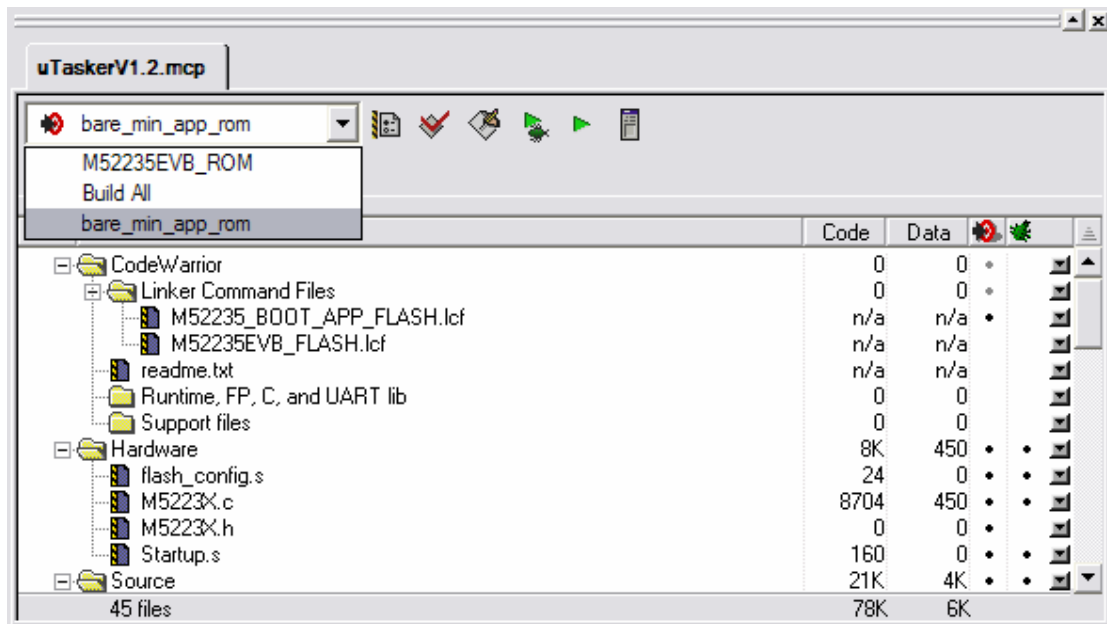 uTaskerV1.2.mcp
bare_min_app_rom
M52235EVB_ROM
Build All
bare_min_app_rom
Code Data
CodeWarrior 0 0
Linker Command Files 0 0
M52235_BOOT_APP_FLASH.lcf n/a n/a
M52235EVB_FLASH.lcf n/a n/a
readme.txt n/a n/a
Runtime, FP, C, and UART lib 0 0
Support files 0 0
Hardware 8K 450
flash_config.s 24 0
M5223X.c 8704 450
M5223X.h 0 0
Startup.s 160 0
Source 21K 4K
45 files 78K 6K